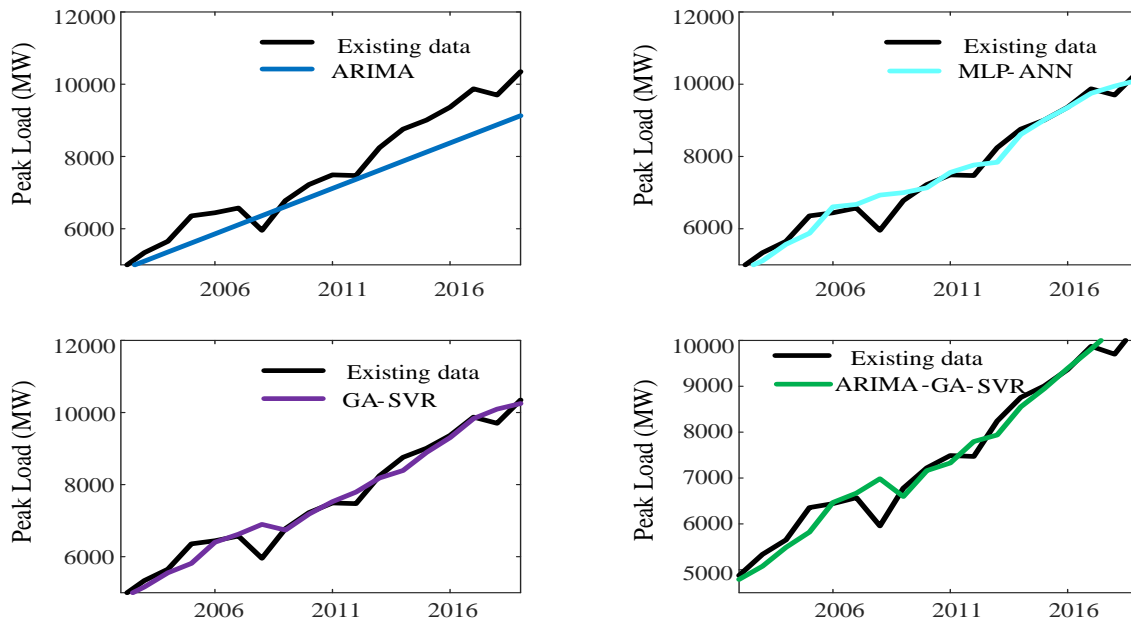 12000
10000
8000
6000
Peak Load (MW)
Existing data
ARIMA
2006
2011
2016
12000
10000
8000
6000
Peak Load (MW)
Existing data
MLP-ANN
2006
2011
2016
12000
10000
8000
6000
Peak Load (MW)
Existing data
GA-SVR
2006
2011
2016
10000
9000
8000
7000
6000
5000
Peak Load (MW)
Existing data
ARIMA-GA-SVR
2006
2011
2016